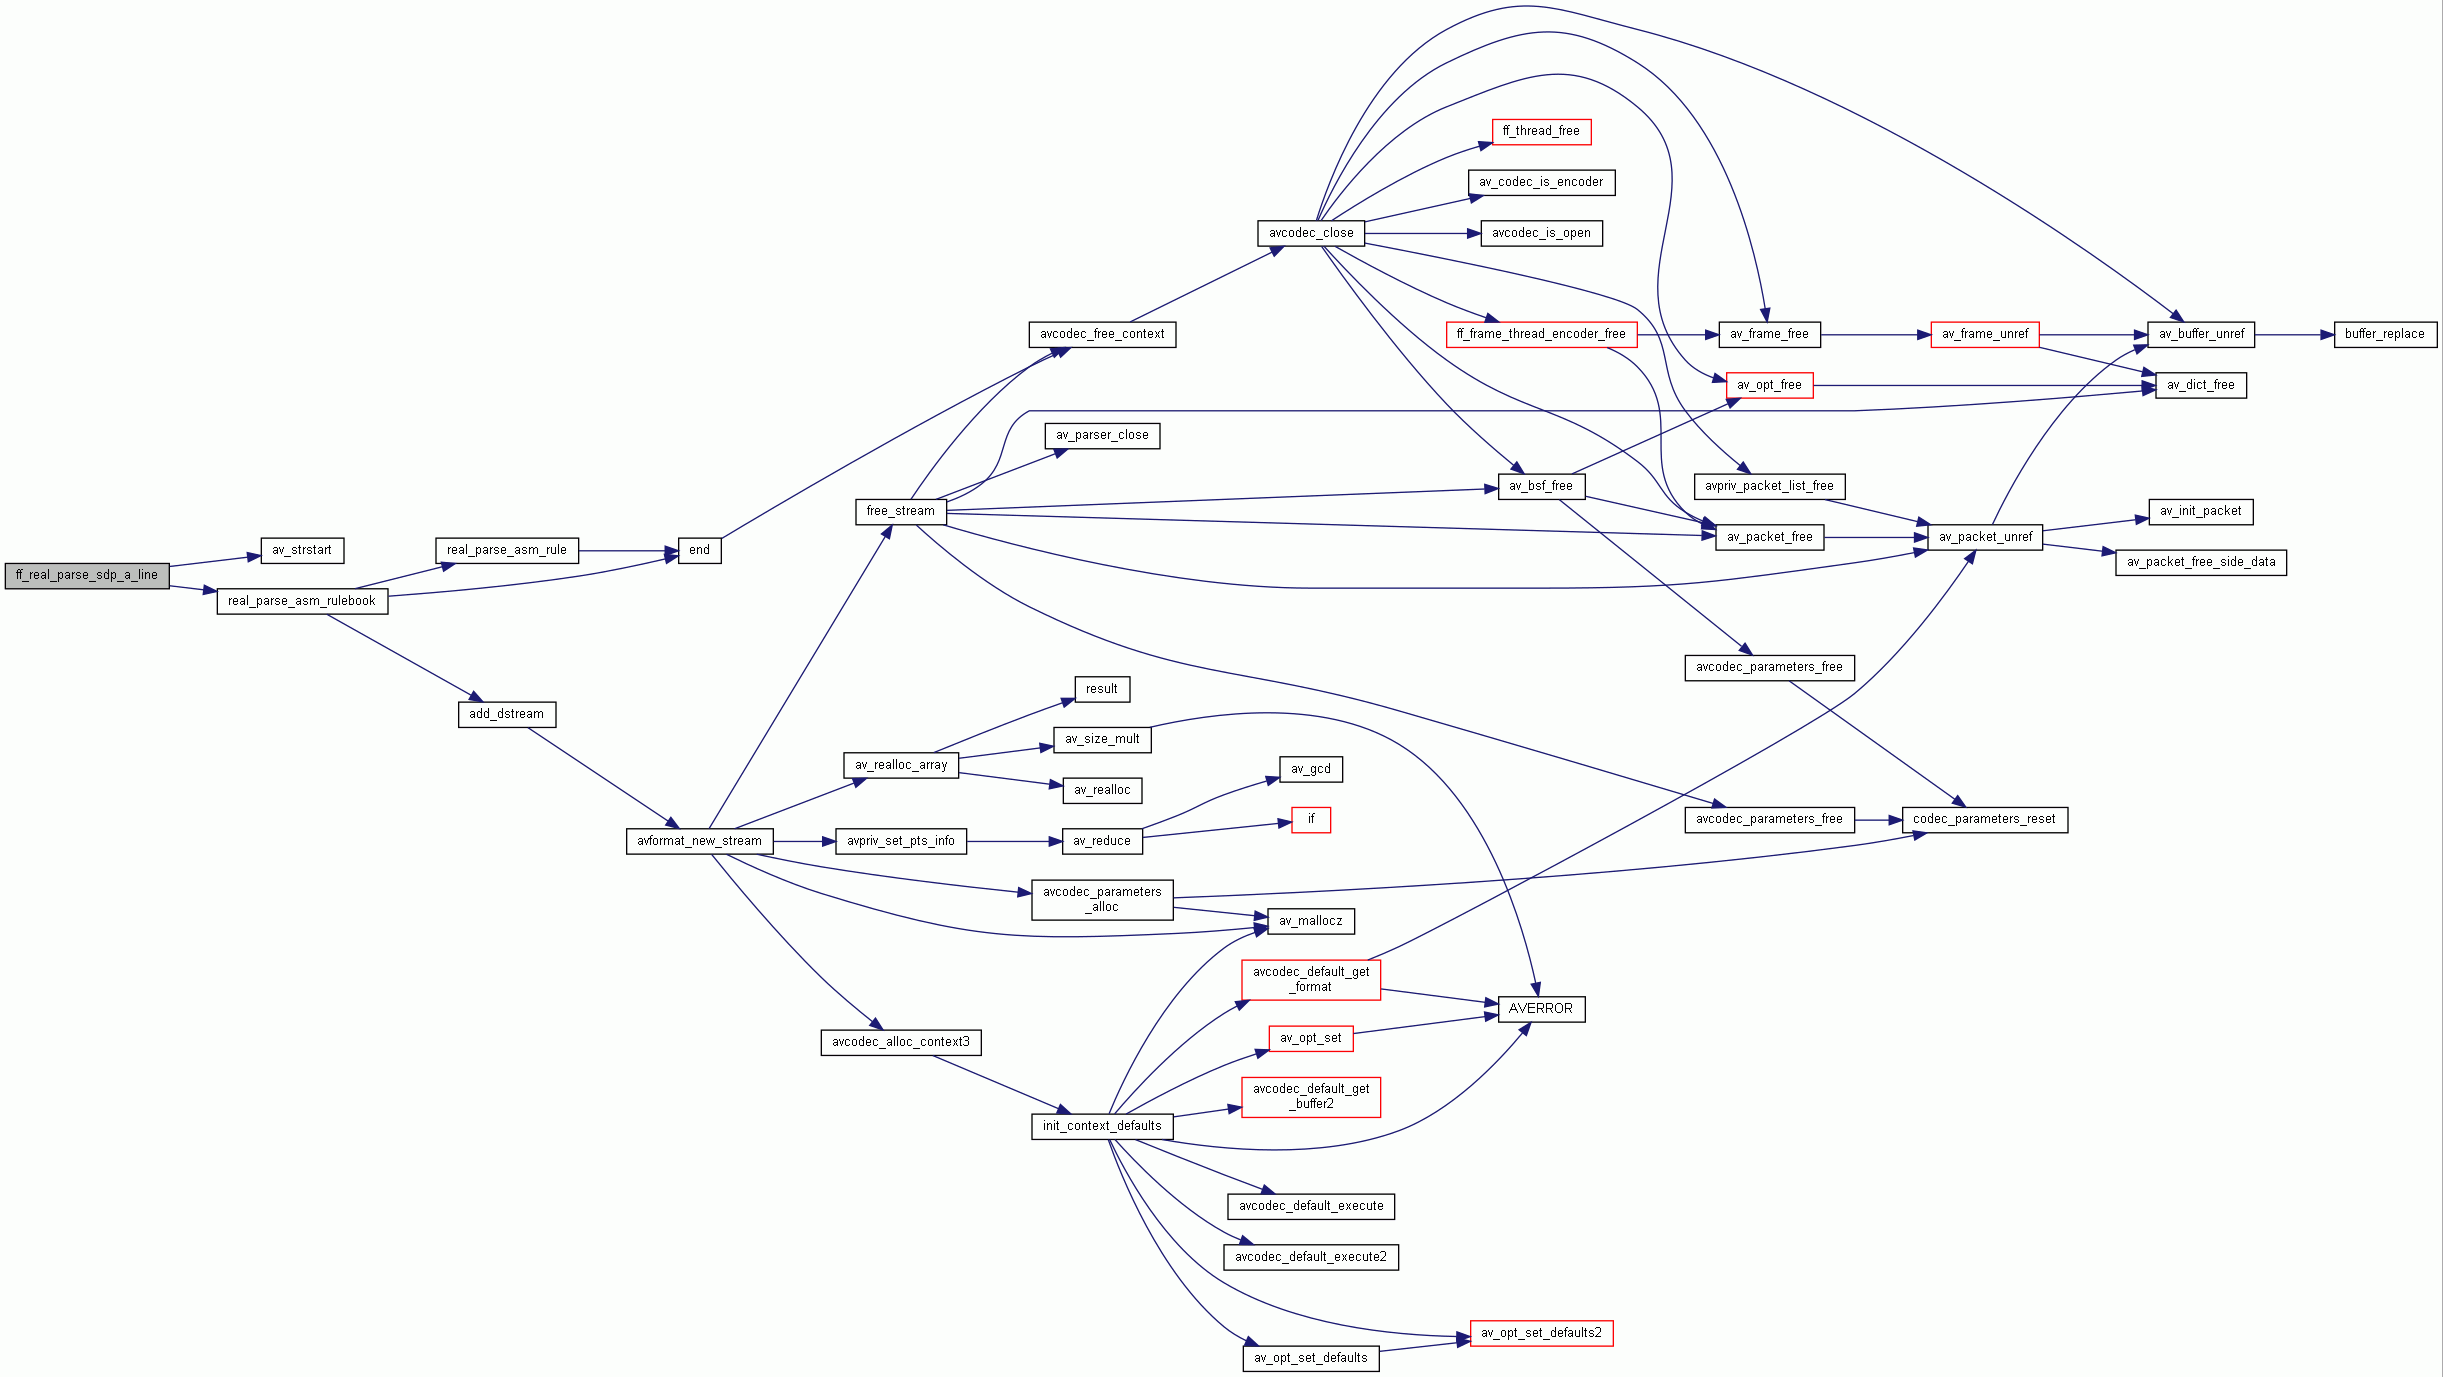 ff_thread_free
av_codec_is_encoder
avcodec_close
avcodec_is_open
avcodec_free_context
ff_frame_thread_encoder_free
av_frame_free
av_frame_unref
av_buffer_unref
buffer_replace
av_opt_free
av_dict_free
av_parser_close
av_bsf_free
avpriv_packet_list_free
free_stream
av_init_packet
av_strstart
real_parse_asm_rule
end
av_packet_free
av_packet_unref
av_packet_free_side_data
ff_real_parse_sdp_a_line
real_parse_asm_rulebook
avcodec_parameters_free
result
add_dstream
av_size_mult
av_realloc_array
av_gcd
av_realloc
if
avcodec_parameters_free
codec_parameters_reset
avformat_new_stream
avpriv_set_pts_info
av_reduce
avcodec_parameters
_alloc
av_mallocz
avcodec_default_get
_format
AVERROR
av_opt_set
avcodec_alloc_context3
avcodec_default_get
_buffer2
init_context_defaults
avcodec_default_execute
avcodec_default_execute2
av_opt_set_defaults2
av_opt_set_defaults